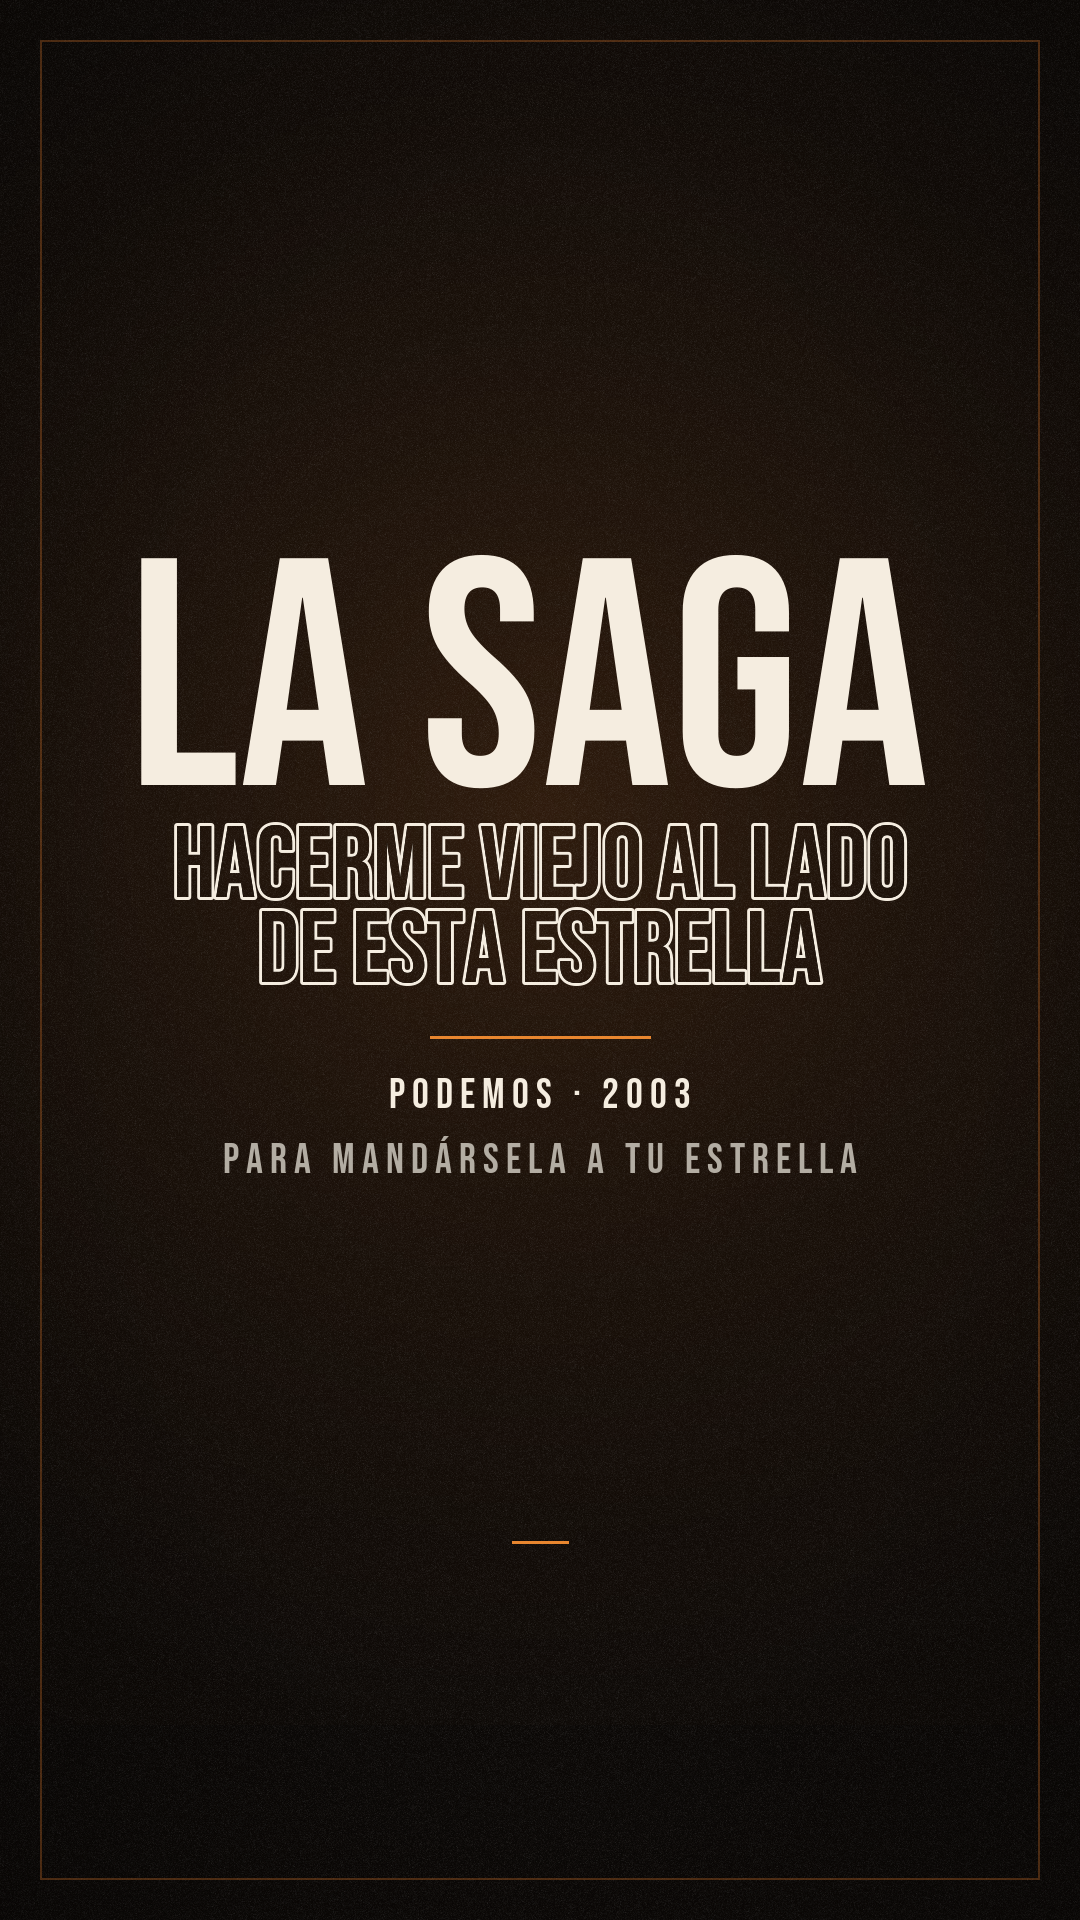 LA SAGA
HACERME VIEJO AL LADO
DE ESTA ESTRELLA
PODEMOS · 2003
PARA MANDÁRSELA A TU ESTRELLA